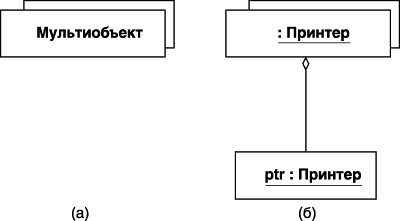 Мультиобъект
: Принтер
ptr : Принтер
(а)
(б)